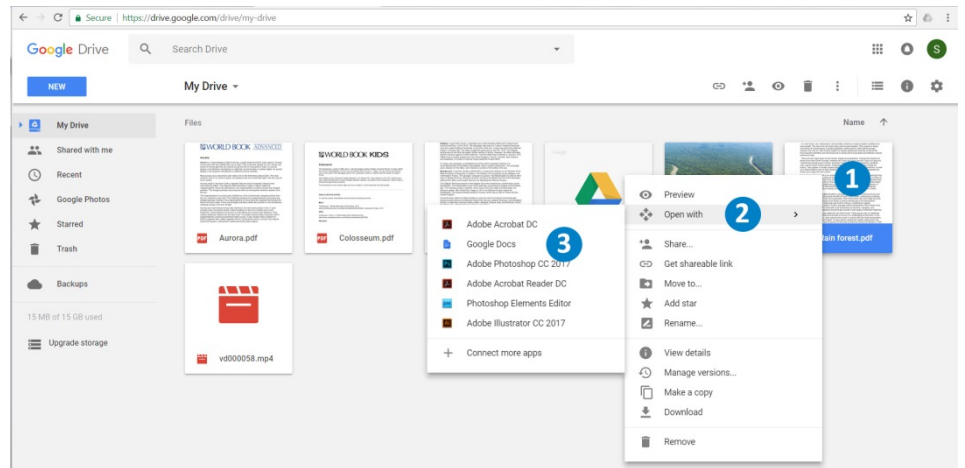 Secure | https://drive.google.com/drive/my-drive
Google Drive
Search Drive
S
NEW
My Drive
My Drive
Shared with me
Recent
Google Photos
Starred
Trash
Backups
15 MB of 15 GB used
Upgrade storage
Files
Name
WORLD BOOK ADVANCED
WORLD BOOK KIDS
Aurora.pdf
Colosseum.pdf
tain forest.pdf
vd000058.mp4
1
Preview
Open with
2
Share...
Get shareable link
Move to...
Add star
Rename...
View details
Manage versions...
Make a copy
Download
Remove
Adobe Acrobat DC
Google Docs
3
Adobe Photoshop CC 2017
Adobe Acrobat Reader DC
Photoshop Elements Editor
Adobe Illustrator CC 2017
Connect more apps